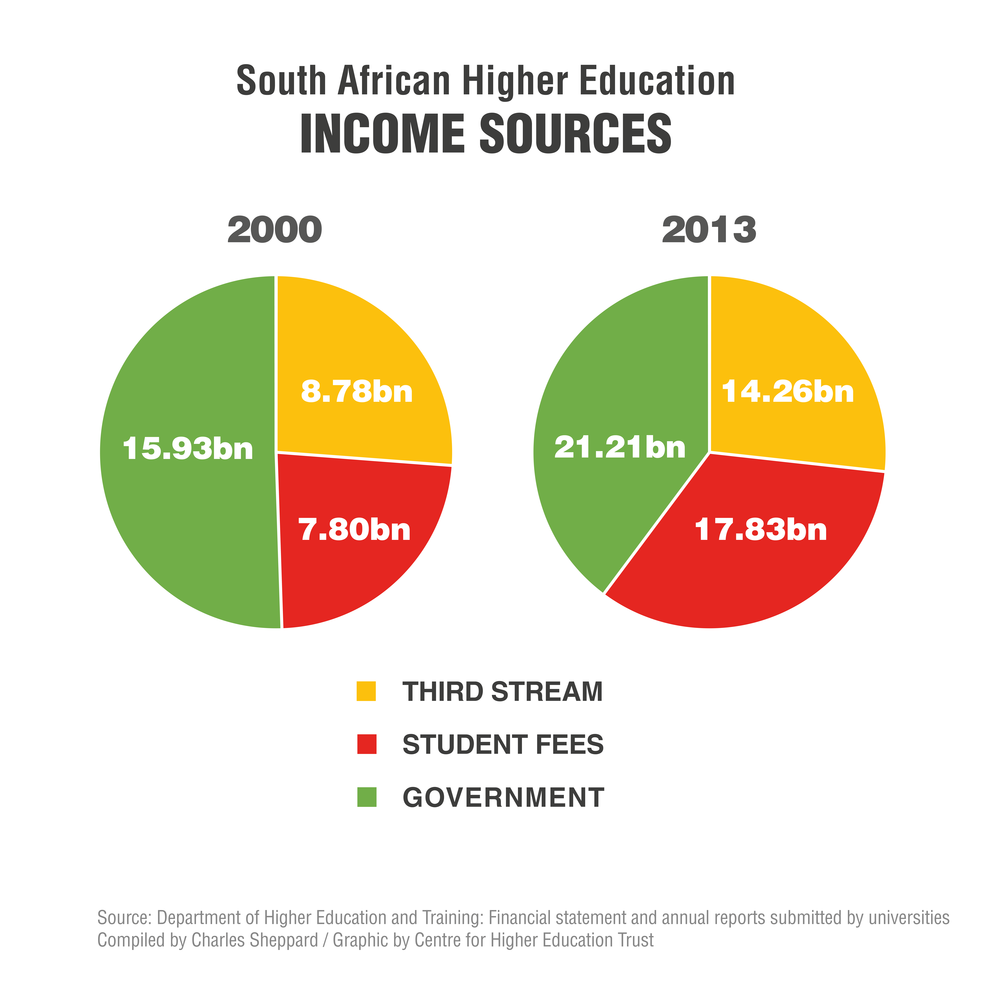 South African Higher Education
INCOME SOURCES
2000
2013
8.78bn
15.93bn
7.80bn
14.26bn
21.21bn
17.83bn
THIRD STREAM
STUDENT FEES
GOVERNMENT
Source: Department of Higher Education and Training: Financial statement and annual reports submitted by universities
Compiled by Charles Sheppard / Graphic by Centre for Higher Education Trust